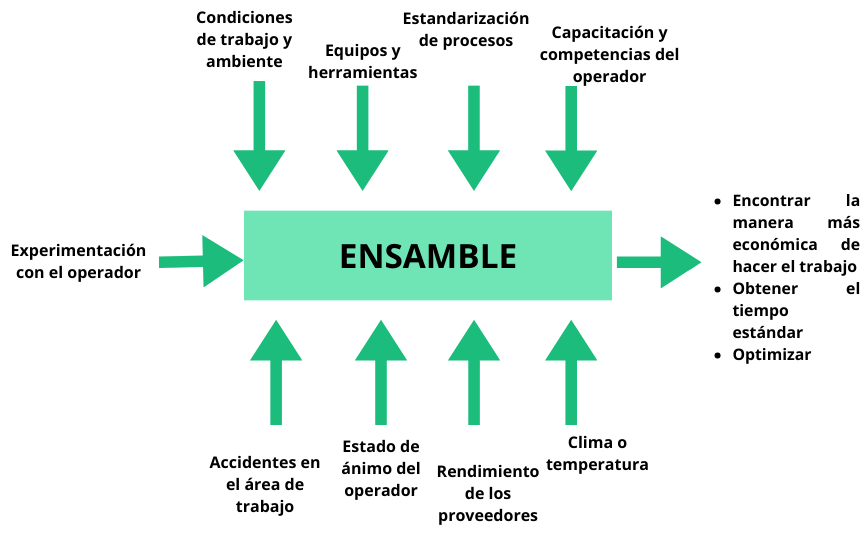 Condiciones
de trabajo y
ambiente
Equipos y
herramientas
Estandarización
de procesos
Capacitación y
competencias del
operador
Experimentación
con el operador
ENSAMBLE
• Encontrar la
manera más
económica de
hacer el trabajo
• Obtener el
tiempo
estándar
• Optimizar
Accidentes en
el área de
trabajo
Estado de
ánimo del
operador
Rendimiento
de los
proveedores
Clima o
temperatura